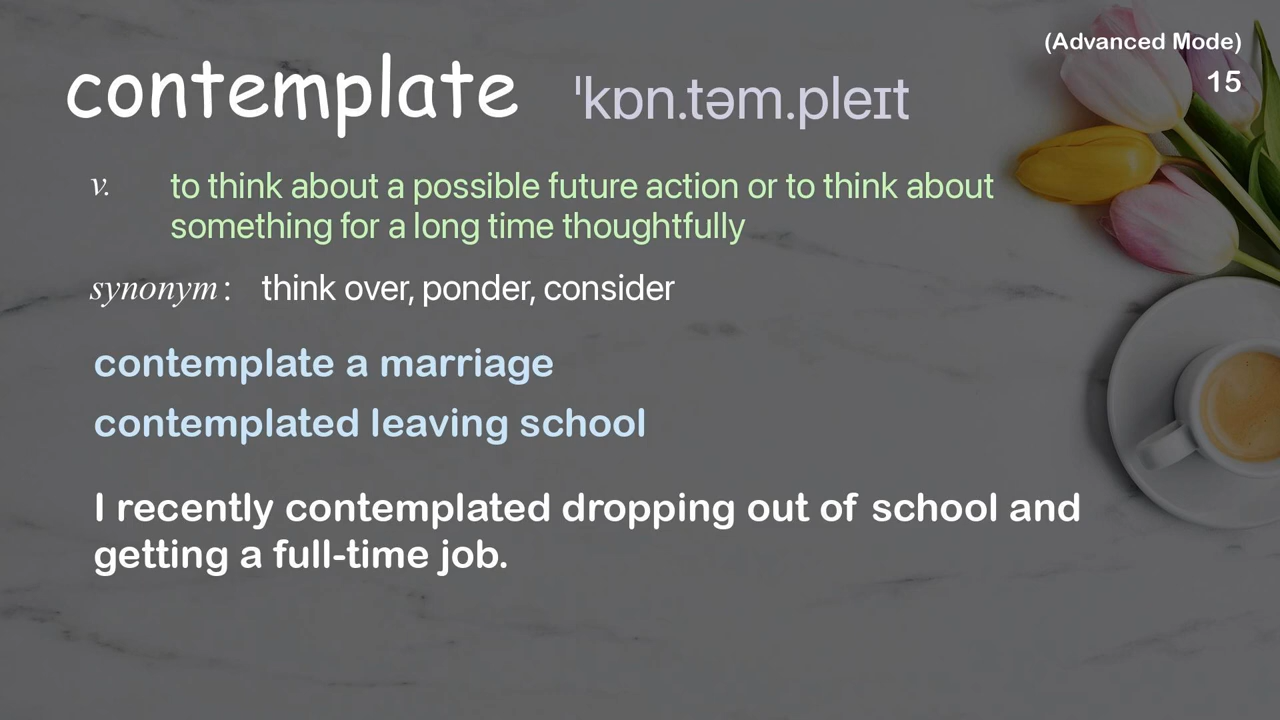 (Advanced Mode)
15
contemplate ˈkɒn.təm.pleɪt
v. to think about a possible future action or to think about
something for a long time thoughtfully
synonym: think over, ponder, consider
contemplate a marriage
contemplated leaving school
I recently contemplated dropping out of school and
getting a full-time job.